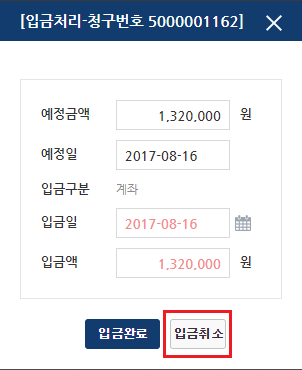 [입금처리-청구번호 5000001162]
예정금액 1,320,000 원
예정일 2017-08-16
입금구분 계좌
입금일 2017-08-16
입금액 1,320,000 원
입금완료 입금취소